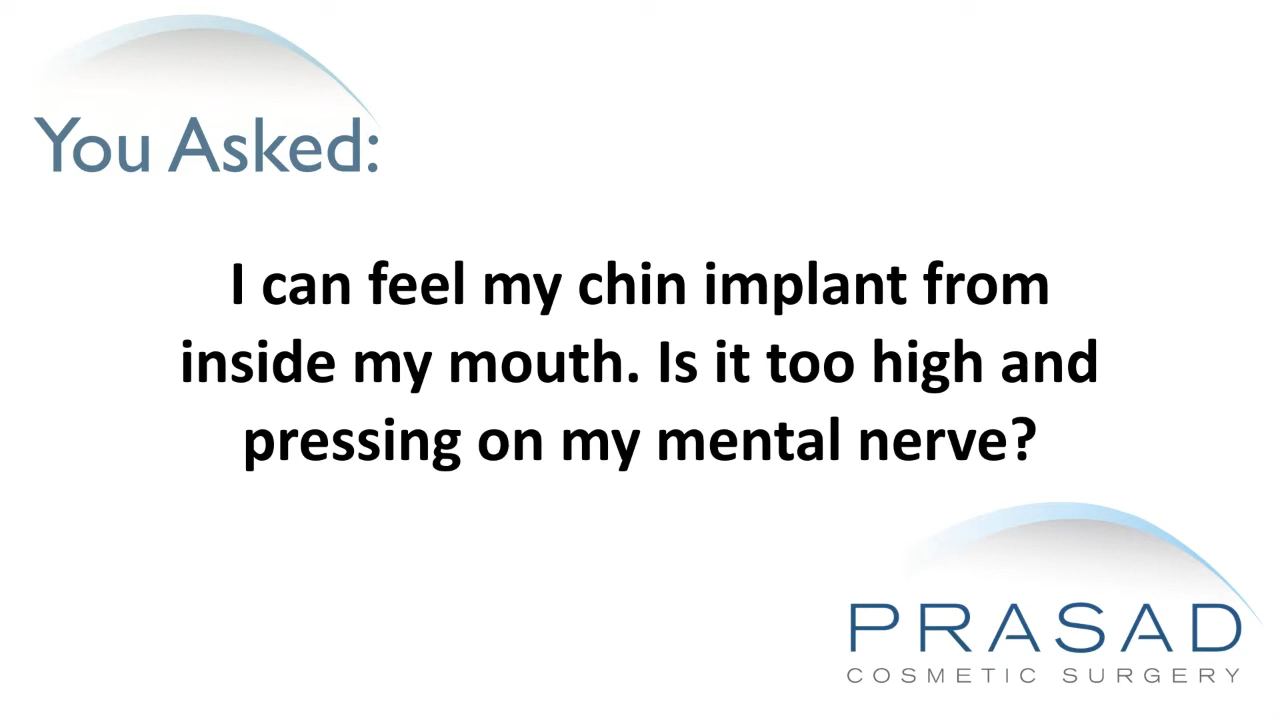 You Asked:
I can feel my chin implant from
inside my mouth. Is it too high and
pressing on my mental nerve?
PRASAD
COSMETIC SURGERY